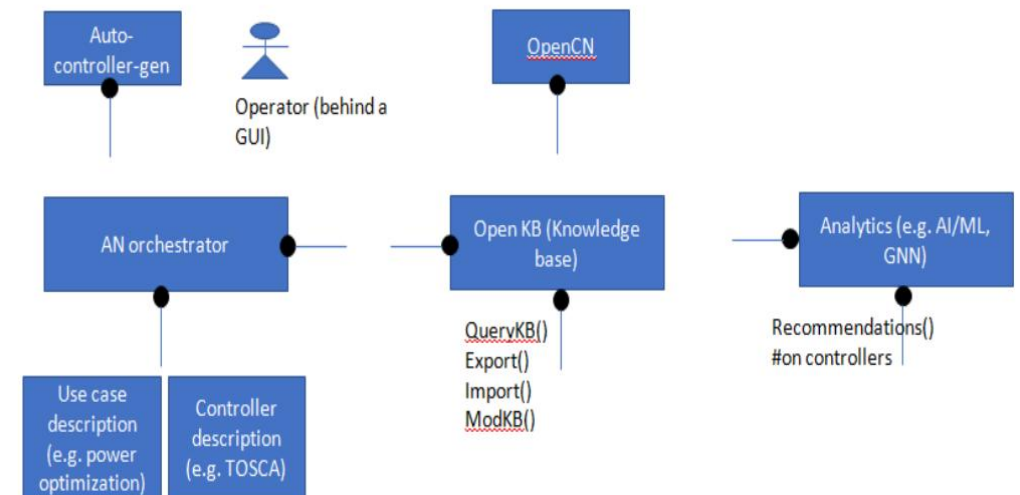 Auto-
controller-gen
Operator (behind a
GUI)
OpenCN
AN orchestrator
Open KB (Knowledge
base)
Analytics (e.g. AI/ML,
GNN)
QueryKB()
Export()
Import()
ModKB()
Recommendations()
#on controllers
Use case
description
(e.g. power
optimization)
Controller
description
(e.g. TOSCA)